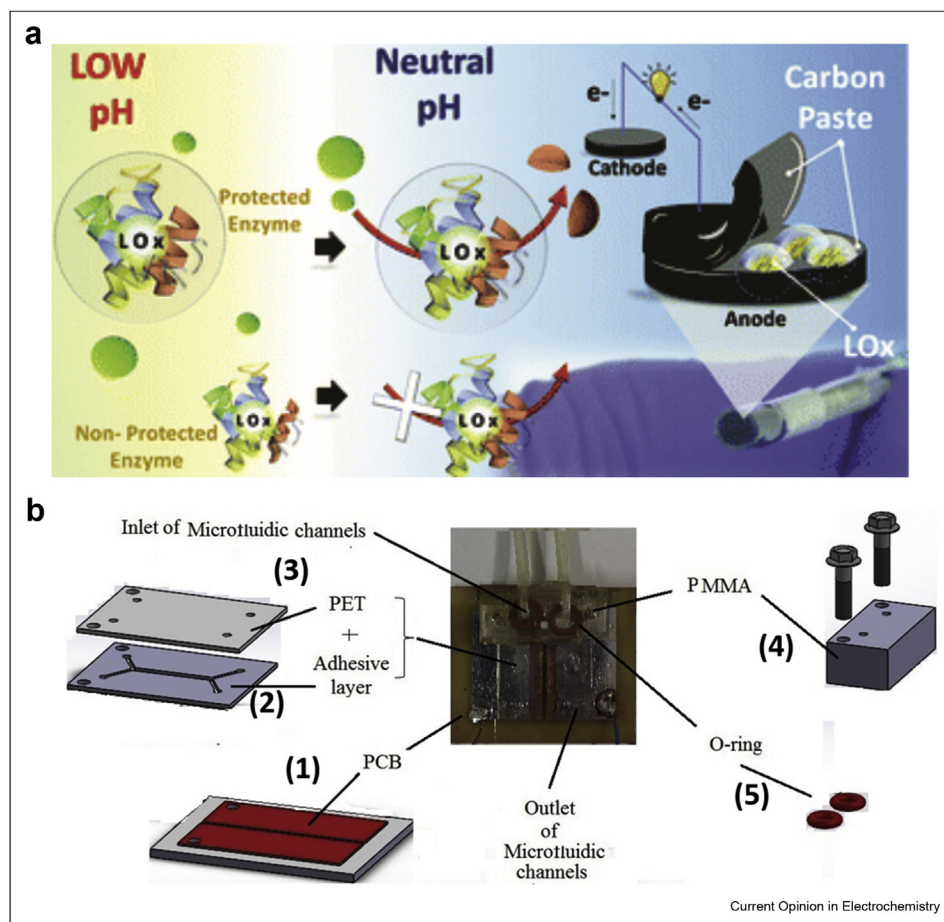 a
LOW
pH
Neutral
pH
e-
e-
Carbon
Paste
Cathode
Protected
Enzyme
LOx
LOx
Anode
LOx
Non- Protected
Enzyme
LOx
LOx
b
Inlet of Microfluidic channels
(3)
PET
+
Adhesive
layer
(2)
PMMA
(4)
(1)
PCB
O-ring
(5)
Outlet
of
Microfluidic
channels
Current Opinion in Electrochemistry